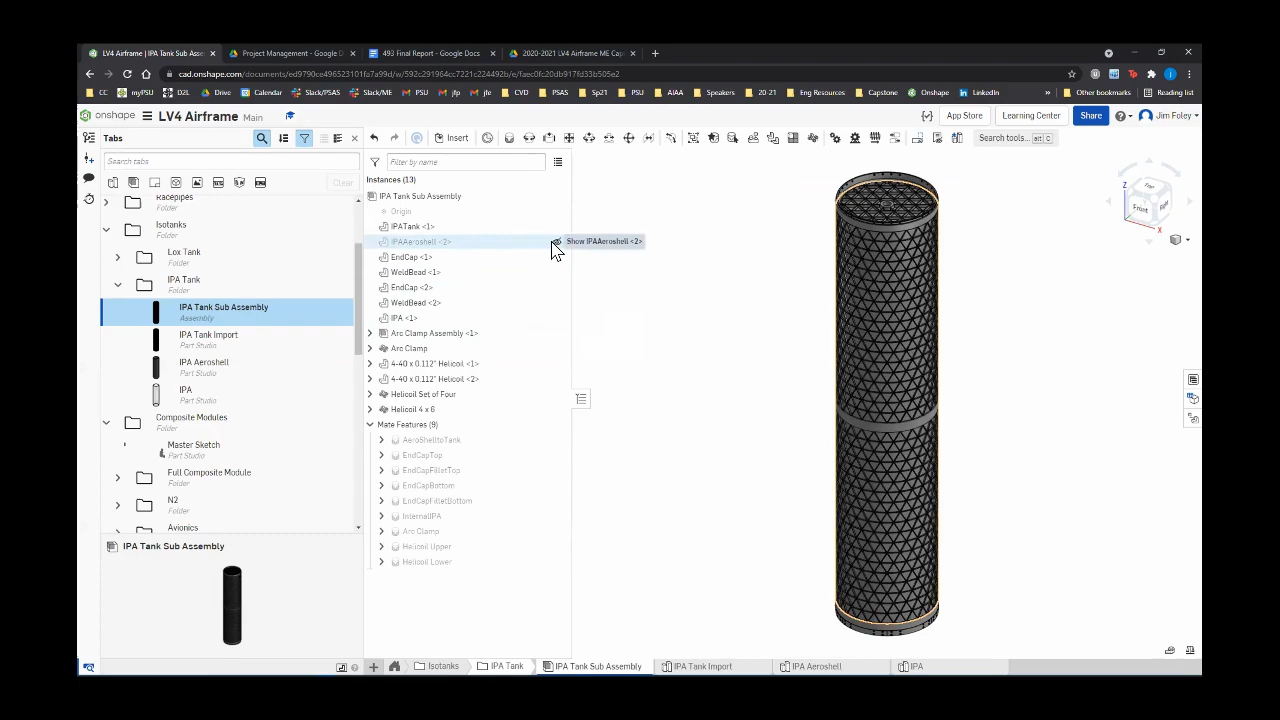 LV4 Airframe | IPA Tank Sub Asse
Project Management - Google D
493 Final Report - Google Docs
2020-2021 LV4 Airframe ME Cap
cad.onshape.com/documents/ed9790ce496523101fa7a99d/w/592c291964cc7221c224492b/e/faec0fc20db917fd33b505e2
CC
myPSU
D2L
Drive
Calendar
Slack/PSAS
Slack/ME
PSU
jfp
jfe
CVD
PSAS
Sp21
PSU
AIAA
Speakers
20-21
Eng Resources
Capstone
Onshape
LinkedIn
»
Other bookmarks
Reading list
onshape
LV4 Airframe Main
App Store
Learning Center
Share
Jim Foley
Tabs
Insert
Search tools...
alt C
Search tabs
Clear
Filter by name
Instances (13)
IPA Tank Sub Assembly
Origin
IPATank <1>
IPAAeroshell <2>
Show IPAAeroshell <2>
EndCap <1>
WeldBead <1>
EndCap <2>
WeldBead <2>
IPA <1>
Arc Clamp Assembly <1>
Arc Clamp
4-40 x 0.112" Helicoil <1>
4-40 x 0.112" Helicoil <2>
Helicoil Set of Four
Helicoil 4 x 6
Mate Features (9)
AeroShelltoTank
EndCapTop
EndCapFilletTop
EndCapBottom
EndCapFilletBottom
InternalIPA
Arc Clamp
Helicoil Upper
Helicoil Lower
Racepipes
Folder
Isotanks
Folder
Lox Tank
Folder
IPA Tank
Folder
IPA Tank Sub Assembly
Assembly
IPA Tank Import
Part Studio
IPA Aeroshell
Part Studio
IPA
Part Studio
Composite Modules
Folder
Master Sketch
Part Studio
Full Composite Module
Folder
N2
Folder
Avionics
IPA Tank Sub Assembly
Top
Front
Right
Z
X
Isotanks
IPA Tank
IPA Tank Sub Assembly
IPA Tank Import
IPA Aeroshell
IPA